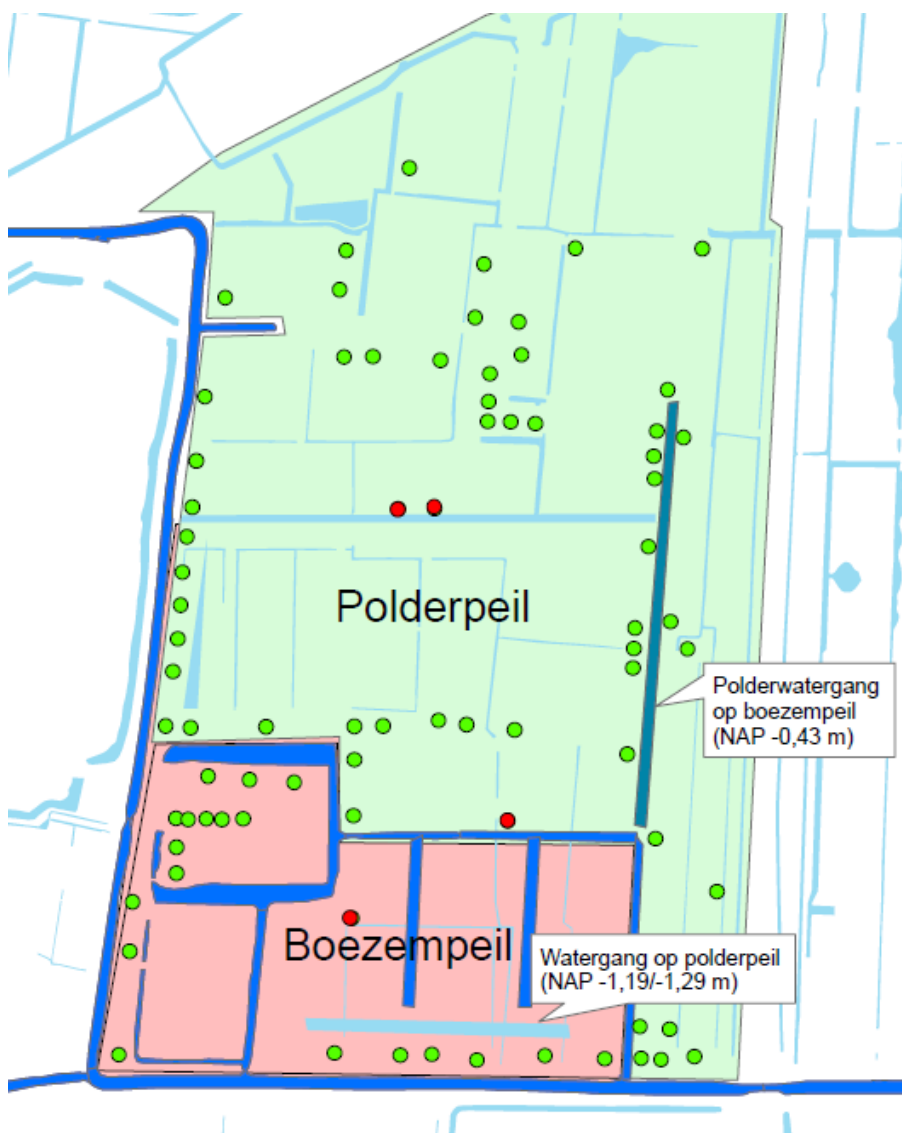 Polderpeil
Polderwatergang
op boezempeil
(NAP -0,43 m)
Boezempeil
Watergang op polderpeil
(NAP -1,19/-1,29 m)